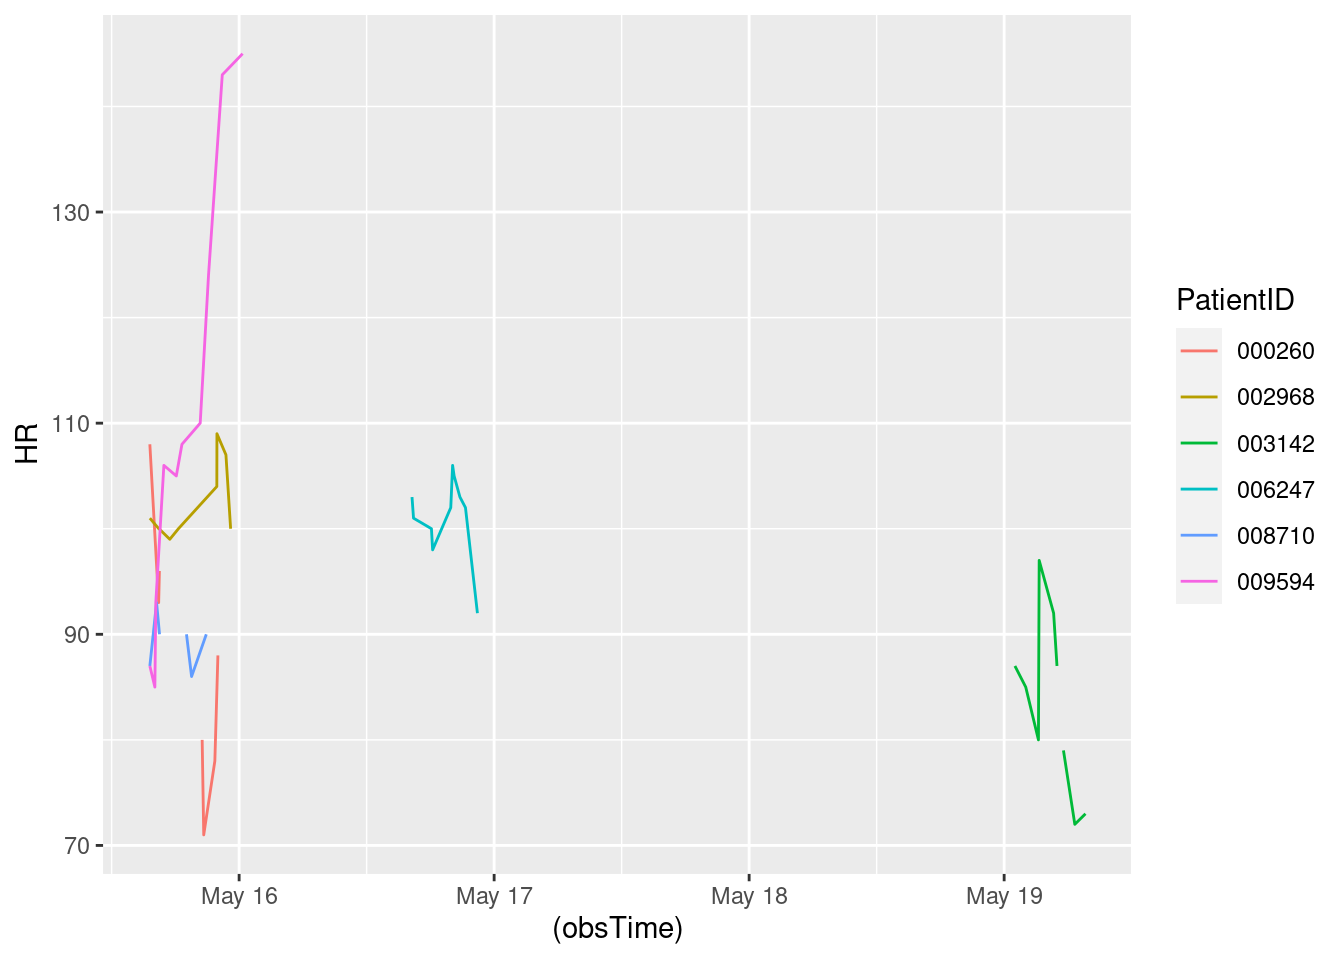 HR
130
110
90
70
May 16
May 17
May 18
May 19
(obsTime)
PatientID
000260
002968
003142
006247
008710
009594